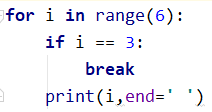 for i in range(6):
    if i == 3:
        break
    print(i,end=' ')